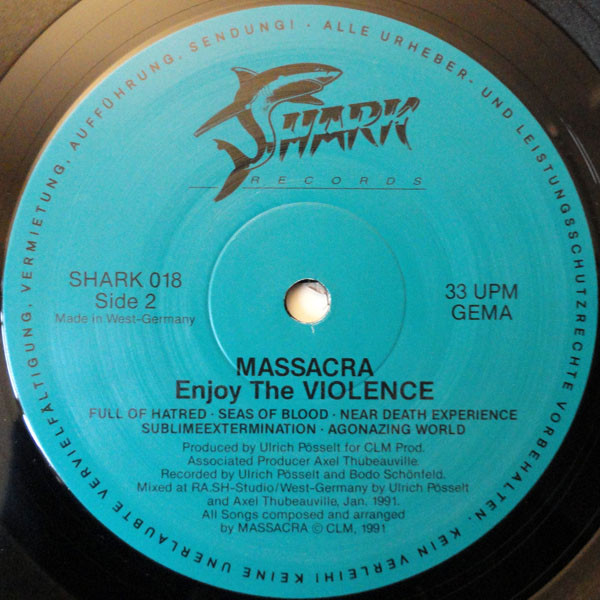 ALLE URHEBER- UND LEISTUNGSSCHUTZRECHTE VORBEHALTEN. KEIN VERLEIH! KEINE UNERLAUBTE VERVIELFÄLTIGUNG, VERMIETUNG, AUFFÜHRUNG, SENDUNG! ·
SHARK
RECORDS
SHARK 018
Side 2
Made in West-Germany
33 UPM
GEMA
MASSACRA
Enjoy The VIOLENCE
FULL OF HATRED · SEAS OF BLOOD · NEAR DEATH EXPERIENCE
SUBLIMEEXTERMINATION · AGONAZING WORLD
Produced by Ulrich Pösselt for CLM Prod.
Associated Producer Axel Thubeauville.
Recorded by Ulrich Pösselt and Bodo Schönfeld.
Mixed at RA.SH-Studio/West-Germany by Ulrich Pösselt
and Axel Thubeauville, Jan. 1991.
All Songs composed and arranged
by MASSACRA © CLM, 1991